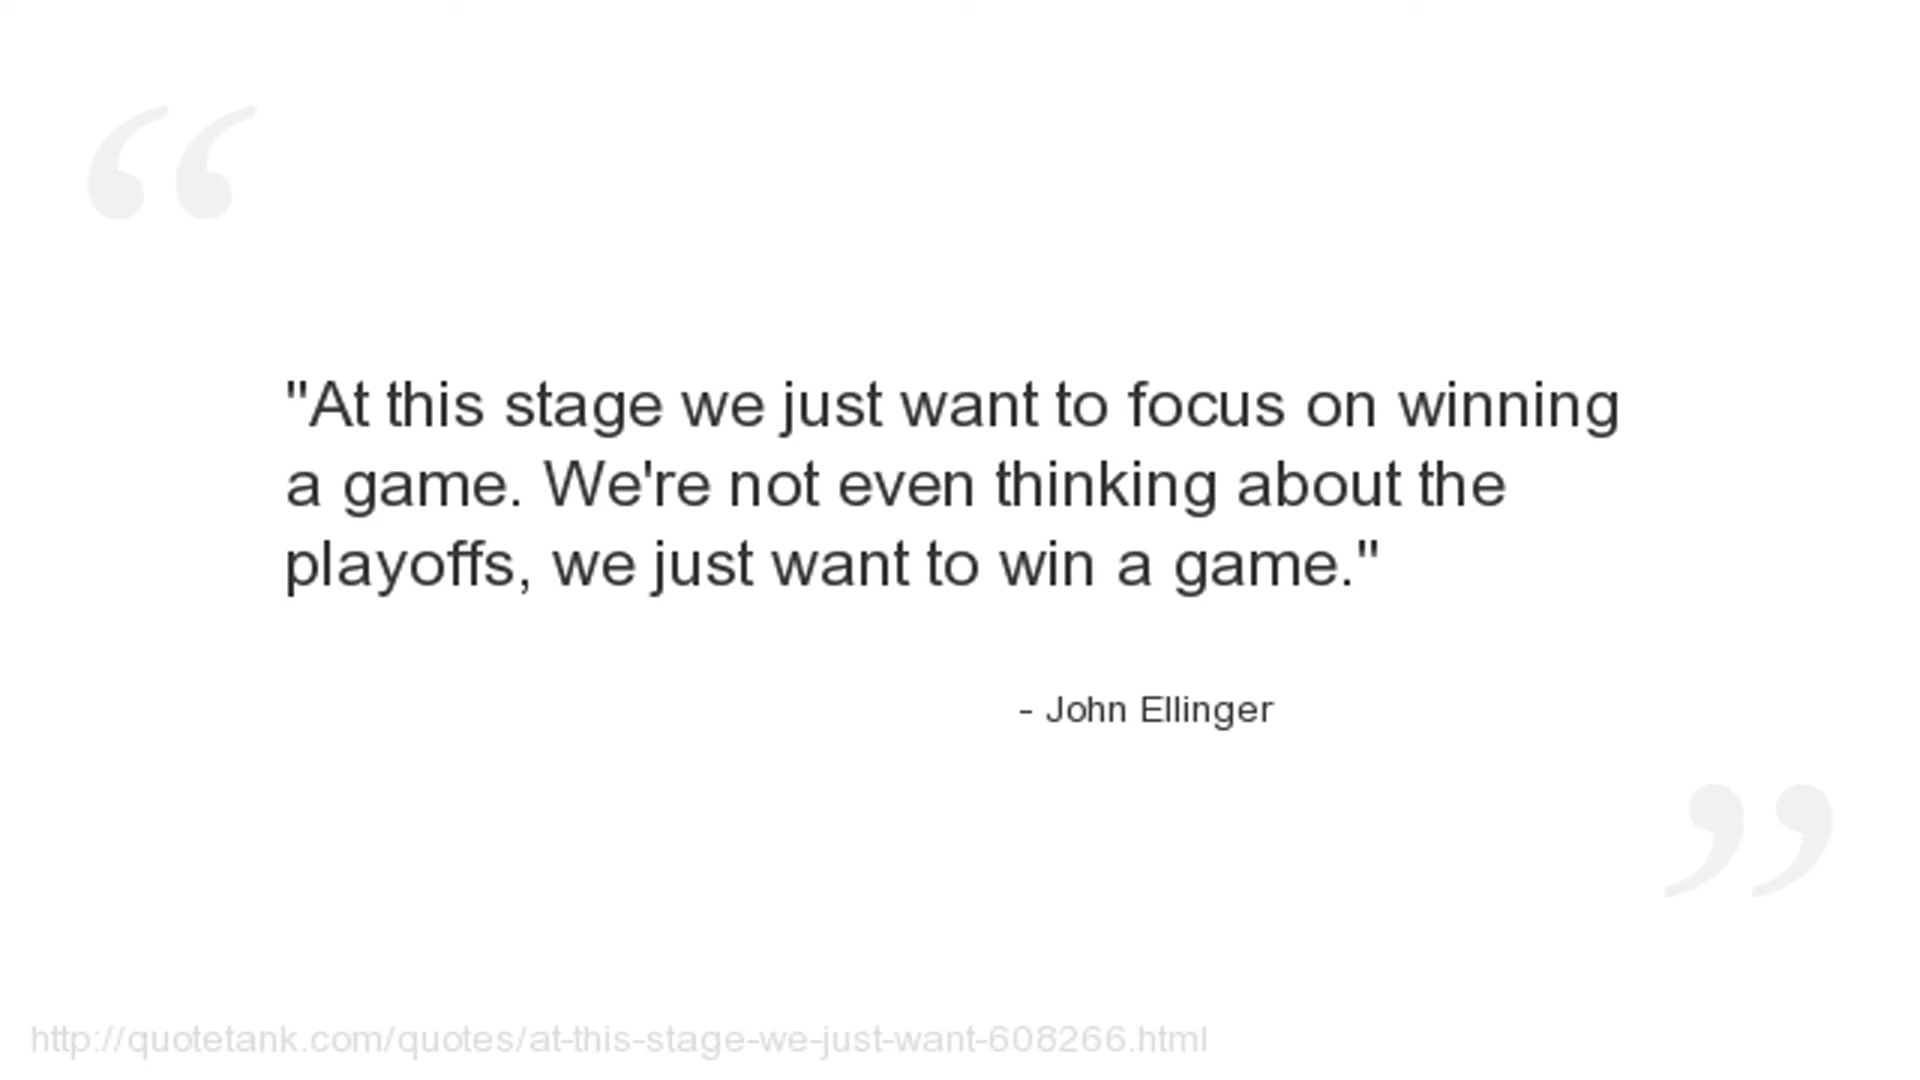 "At this stage we just want to focus on winning
a game. We're not even thinking about the
playoffs, we just want to win a game."
- John Ellinger
http://quotetank.com/quotes/at-this-stage-we-just-want-608266.html